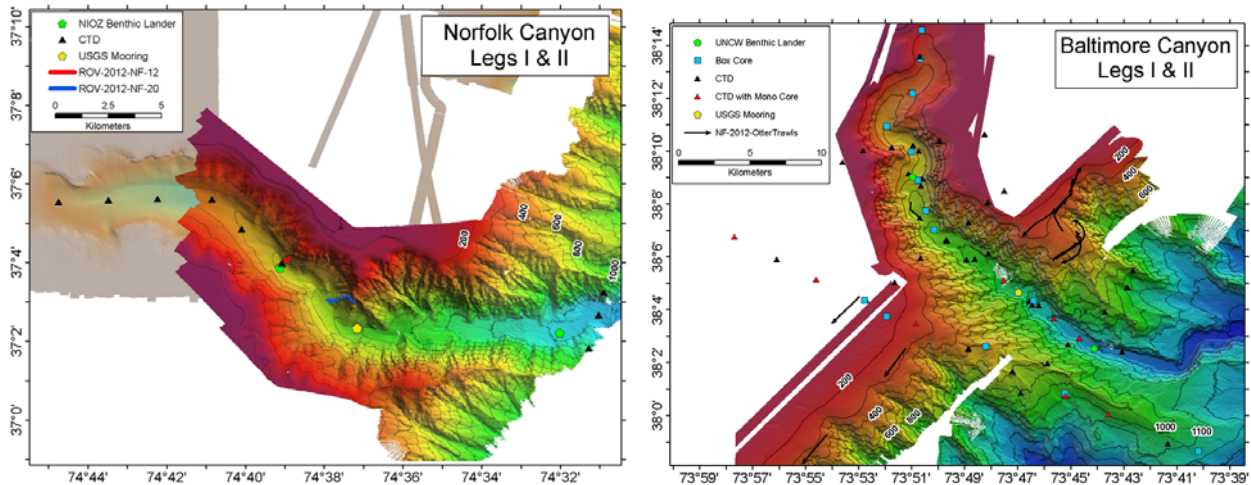 Norfolk Canyon
Legs I & II
NIOZ Benthic Lander
CTD
USGS Mooring
ROV-2012-NF-12
ROV-2012-NF-20
0 2.5 5
Kilometers
37°10'
37°8'
37°6'
37°4'
37°2'
37°0'
200
400
600
800
1000
74°44' 74°42' 74°40' 74°38' 74°36' 74°34' 74°32'
Baltimore Canyon
Legs I & II
UNCW Benthic Lander
Box Core
CTD
CTD with Mono Core
USGS Mooring
NF-2012-OtterTrawls
0 5 10
Kilometers
38°14'
38°12'
38°10'
38°8'
38°6'
38°4'
38°2'
38°0'
200
400
600
200
400
600
800
1000
1100
73°59' 73°56' 73°54' 73°51' 73°49' 73°47' 73°45' 73°43' 73°41' 73°39'